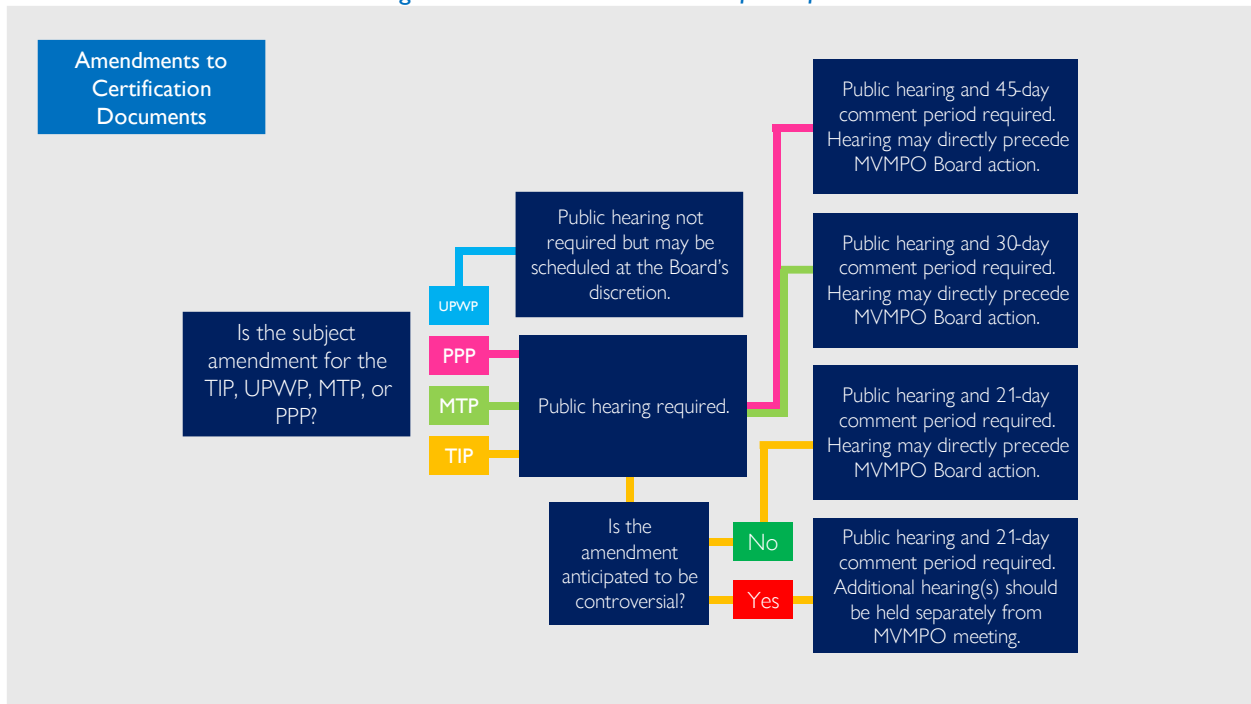 Amendments to
Certification
Documents
Public hearing and 45-day
comment period required.
Hearing may directly precede
MVMPO Board action.
Public hearing not
required but may be
scheduled at the Board's
discretion.
Public hearing and 30-day
comment period required.
Hearing may directly precede
MVMPO Board action.
UPWP
Is the subject
amendment for the
TIP, UPWP, MTP, or
PPP?
PPP
MTP
TIP
Public hearing required.
Public hearing and 21-day
comment period required.
Hearing may directly precede
MVMPO Board action.
Is the
amendment
anticipated to be
controversial?
No
Yes
Public hearing and 21-day
comment period required.
Additional hearing(s) should
be held separately from
MVMPO meeting.